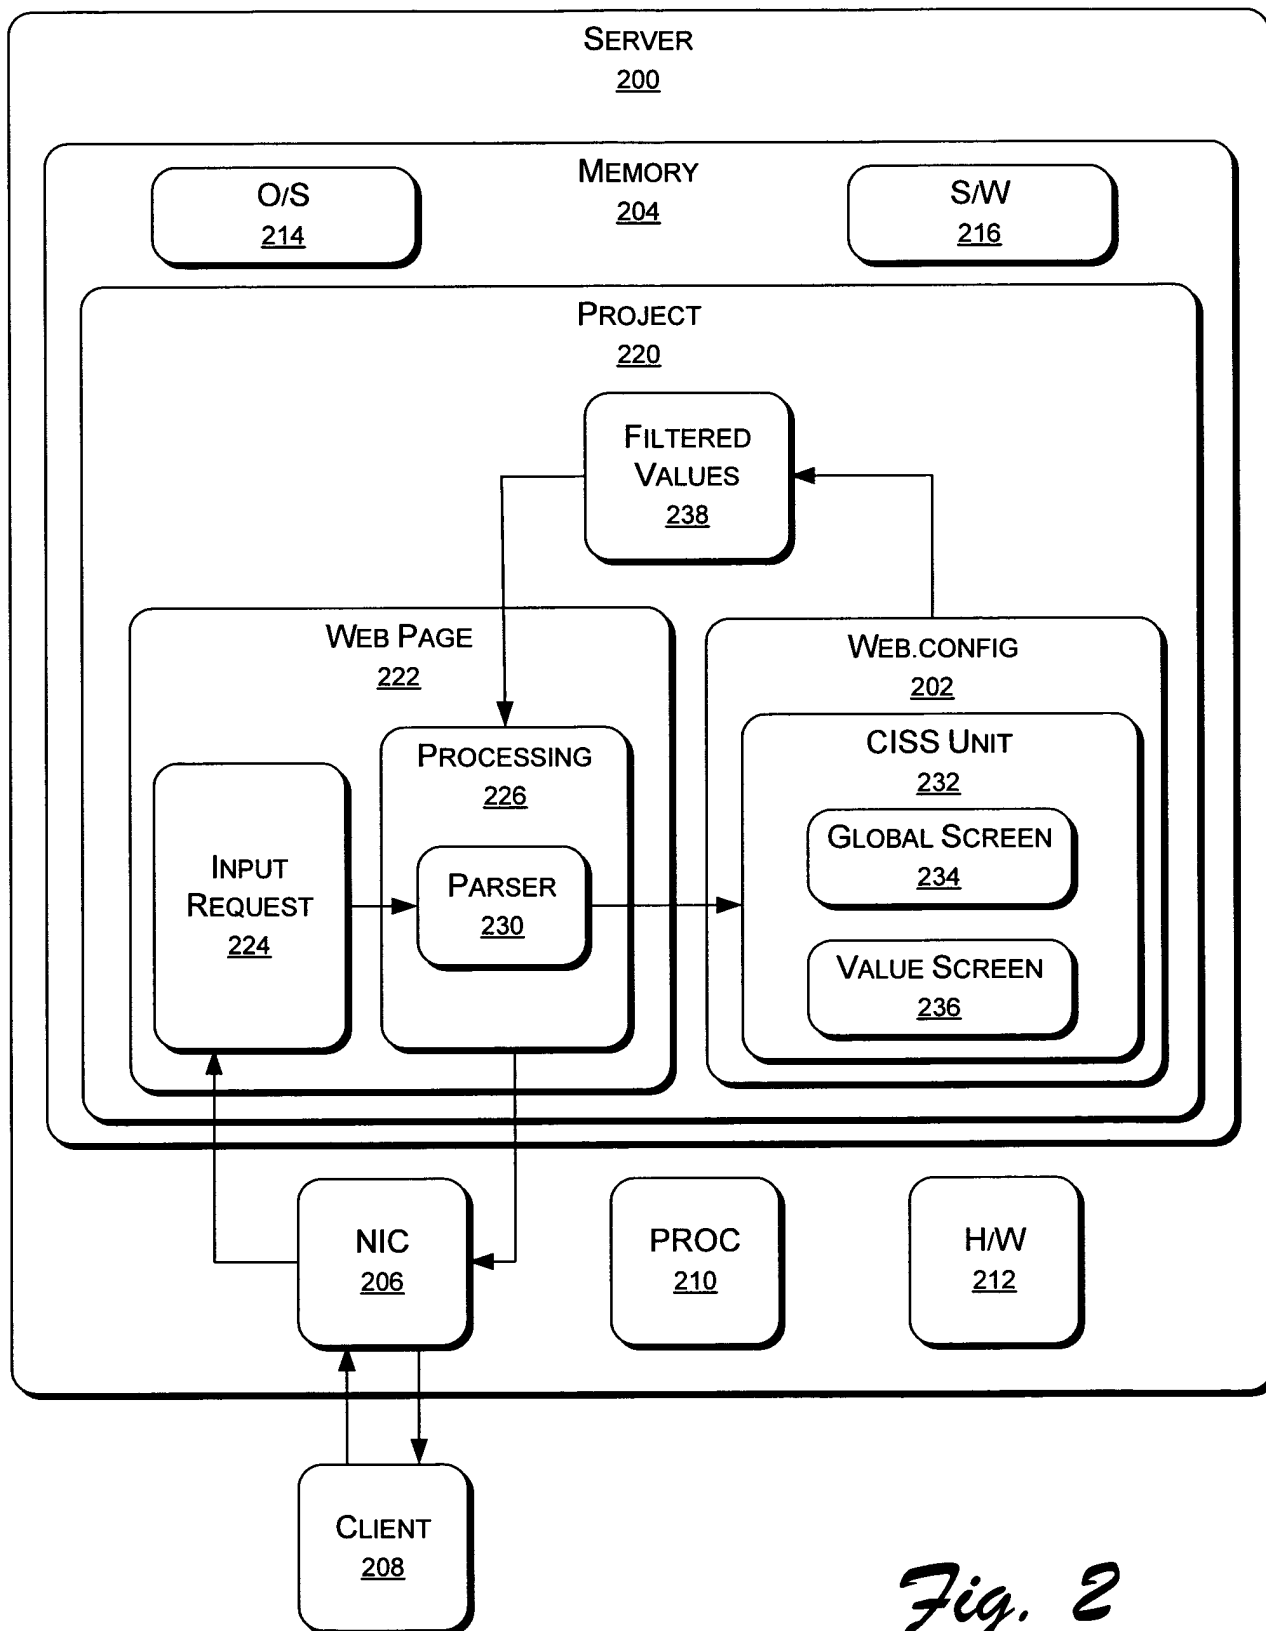 SERVER
200
MEMORY
204
O/S
214
S/W
216
PROJECT
220
FILTERED
VALUES
238
WEB PAGE
222
WEB.CONFIG
202
PROCESSING
226
CISS UNIT
232
INPUT
REQUEST
224
PARSER
230
GLOBAL SCREEN
234
VALUE SCREEN
236
NIC
206
PROC
210
H/W
212
CLIENT
208
Fig. 2